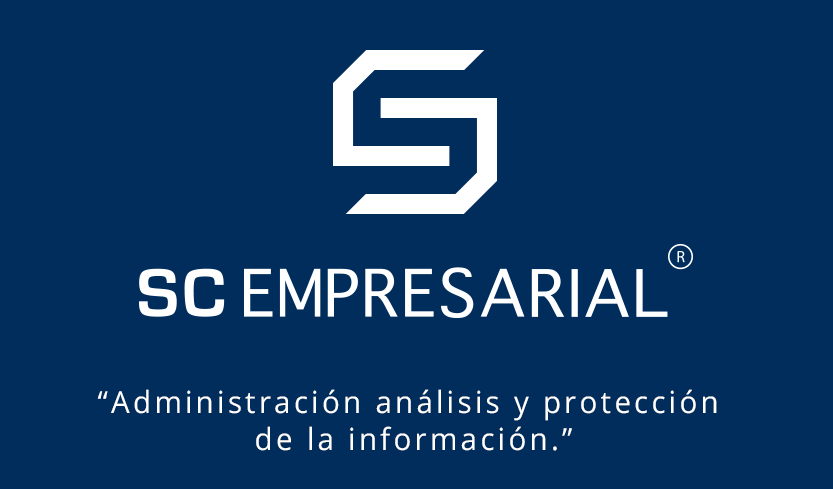 SC EMPRESARIAL®
“Administración análisis y protección
de la información.”